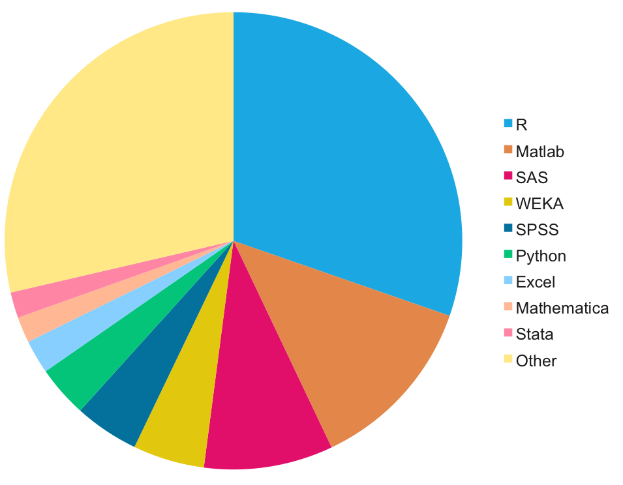 R
Matlab
SAS
WEKA
SPSS
Python
Excel
Mathematica
Stata
Other